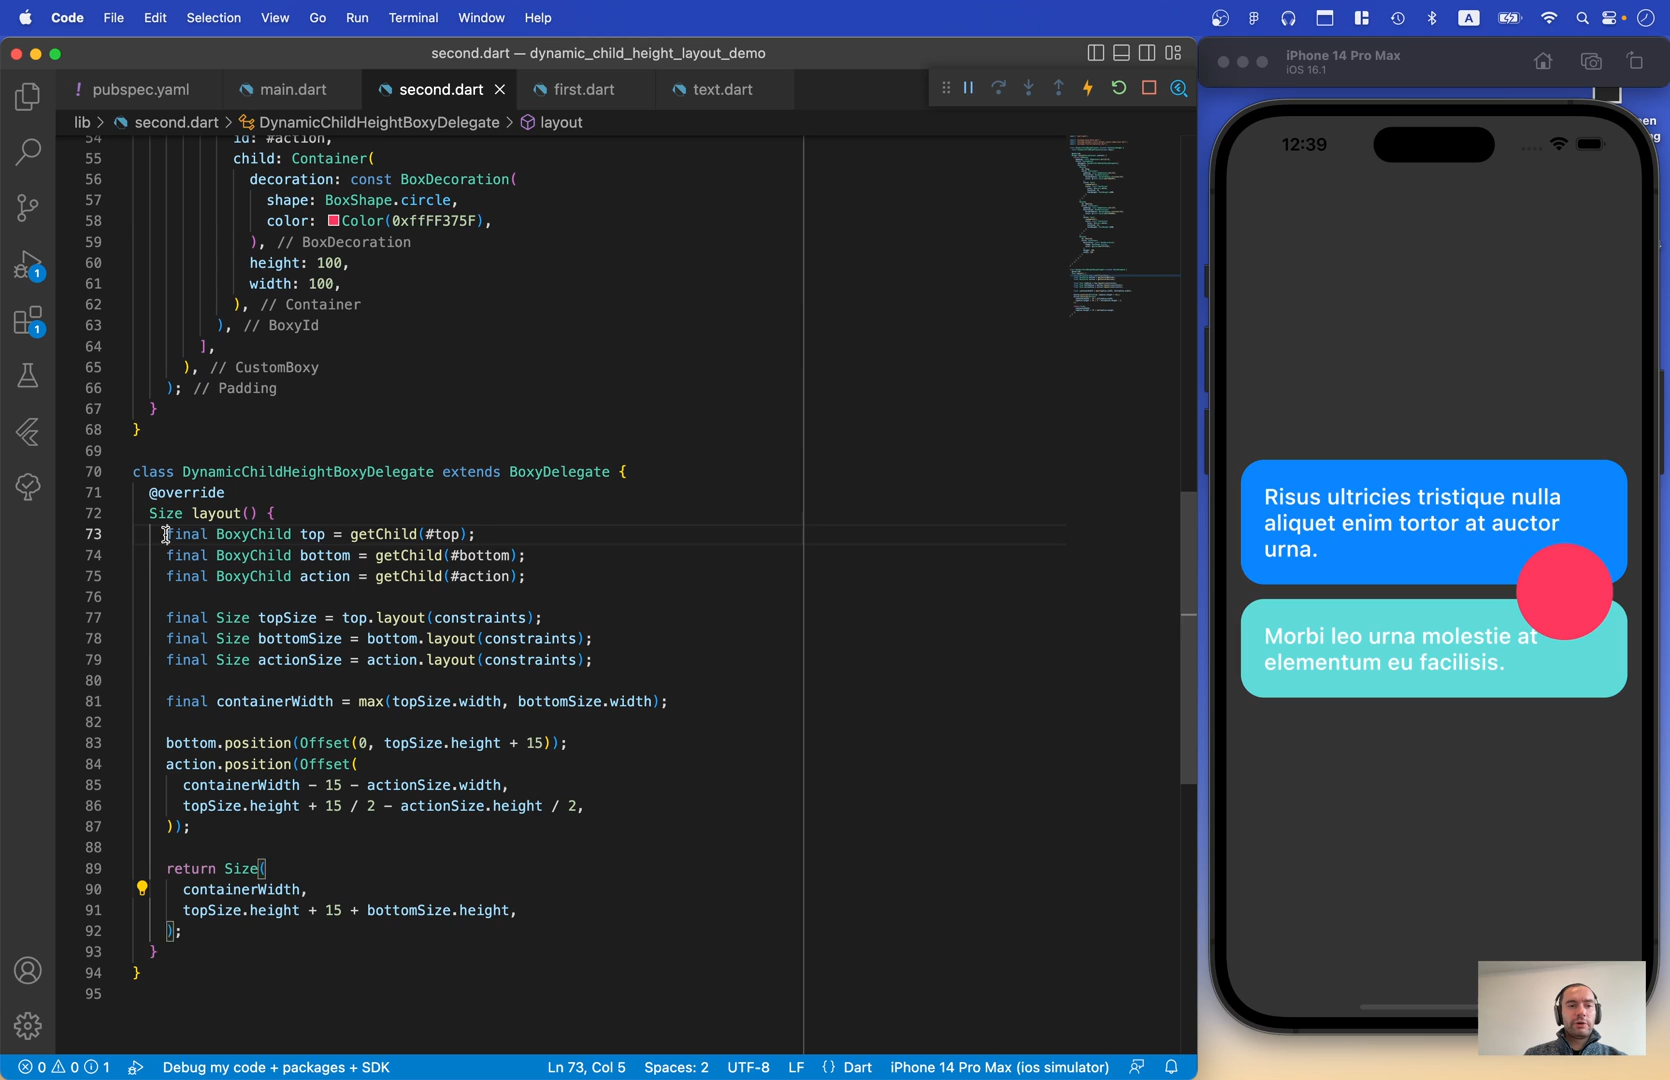 Code File Edit Selection View Go Run Terminal Window Help
A
second.dart — dynamic_child_height_layout_demo
iPhone 14 Pro Max
iOS 16.1
! pubspec.yaml main.dart second.dart first.dart text.dart
lib > second.dart > DynamicChildHeightBoxyDelegate > layout
54 id: #action,
55 child: Container(
56 decoration: const BoxDecoration(
57 shape: BoxShape.circle,
58 color: Color(0xffFF375F),
59 ), // BoxDecoration
60 height: 100,
61 width: 100,
62 ), // Container
63 ), // BoxyId
64 ],
65 ), // CustomBoxy
66 ); // Padding
67 }
68 }
69
70 class DynamicChildHeightBoxyDelegate extends BoxyDelegate {
71 @override
72 Size layout() {
73 final BoxyChild top = getChild(#top);
74 final BoxyChild bottom = getChild(#bottom);
75 final BoxyChild action = getChild(#action);
76
77 final Size topSize = top.layout(constraints);
78 final Size bottomSize = bottom.layout(constraints);
79 final Size actionSize = action.layout(constraints);
80
81 final containerWidth = max(topSize.width, bottomSize.width);
82
83 bottom.position(Offset(0, topSize.height + 15));
84 action.position(Offset(
85 containerWidth - 15 - actionSize.width,
86 topSize.height + 15 / 2 - actionSize.height / 2,
87 ));
88
89 return Size(
90 containerWidth,
91 topSize.height + 15 + bottomSize.height,
92 );
93 }
94 }
95
1
1
12:39
Risus ultricies tristique nulla
aliquet enim tortor at auctor
urna.
Morbi leo urna molestie at
elementum eu facilisis.
0 0 1 Debug my code + packages + SDK Ln 73, Col 5 Spaces: 2 UTF-8 LF {} Dart iPhone 14 Pro Max (ios simulator)